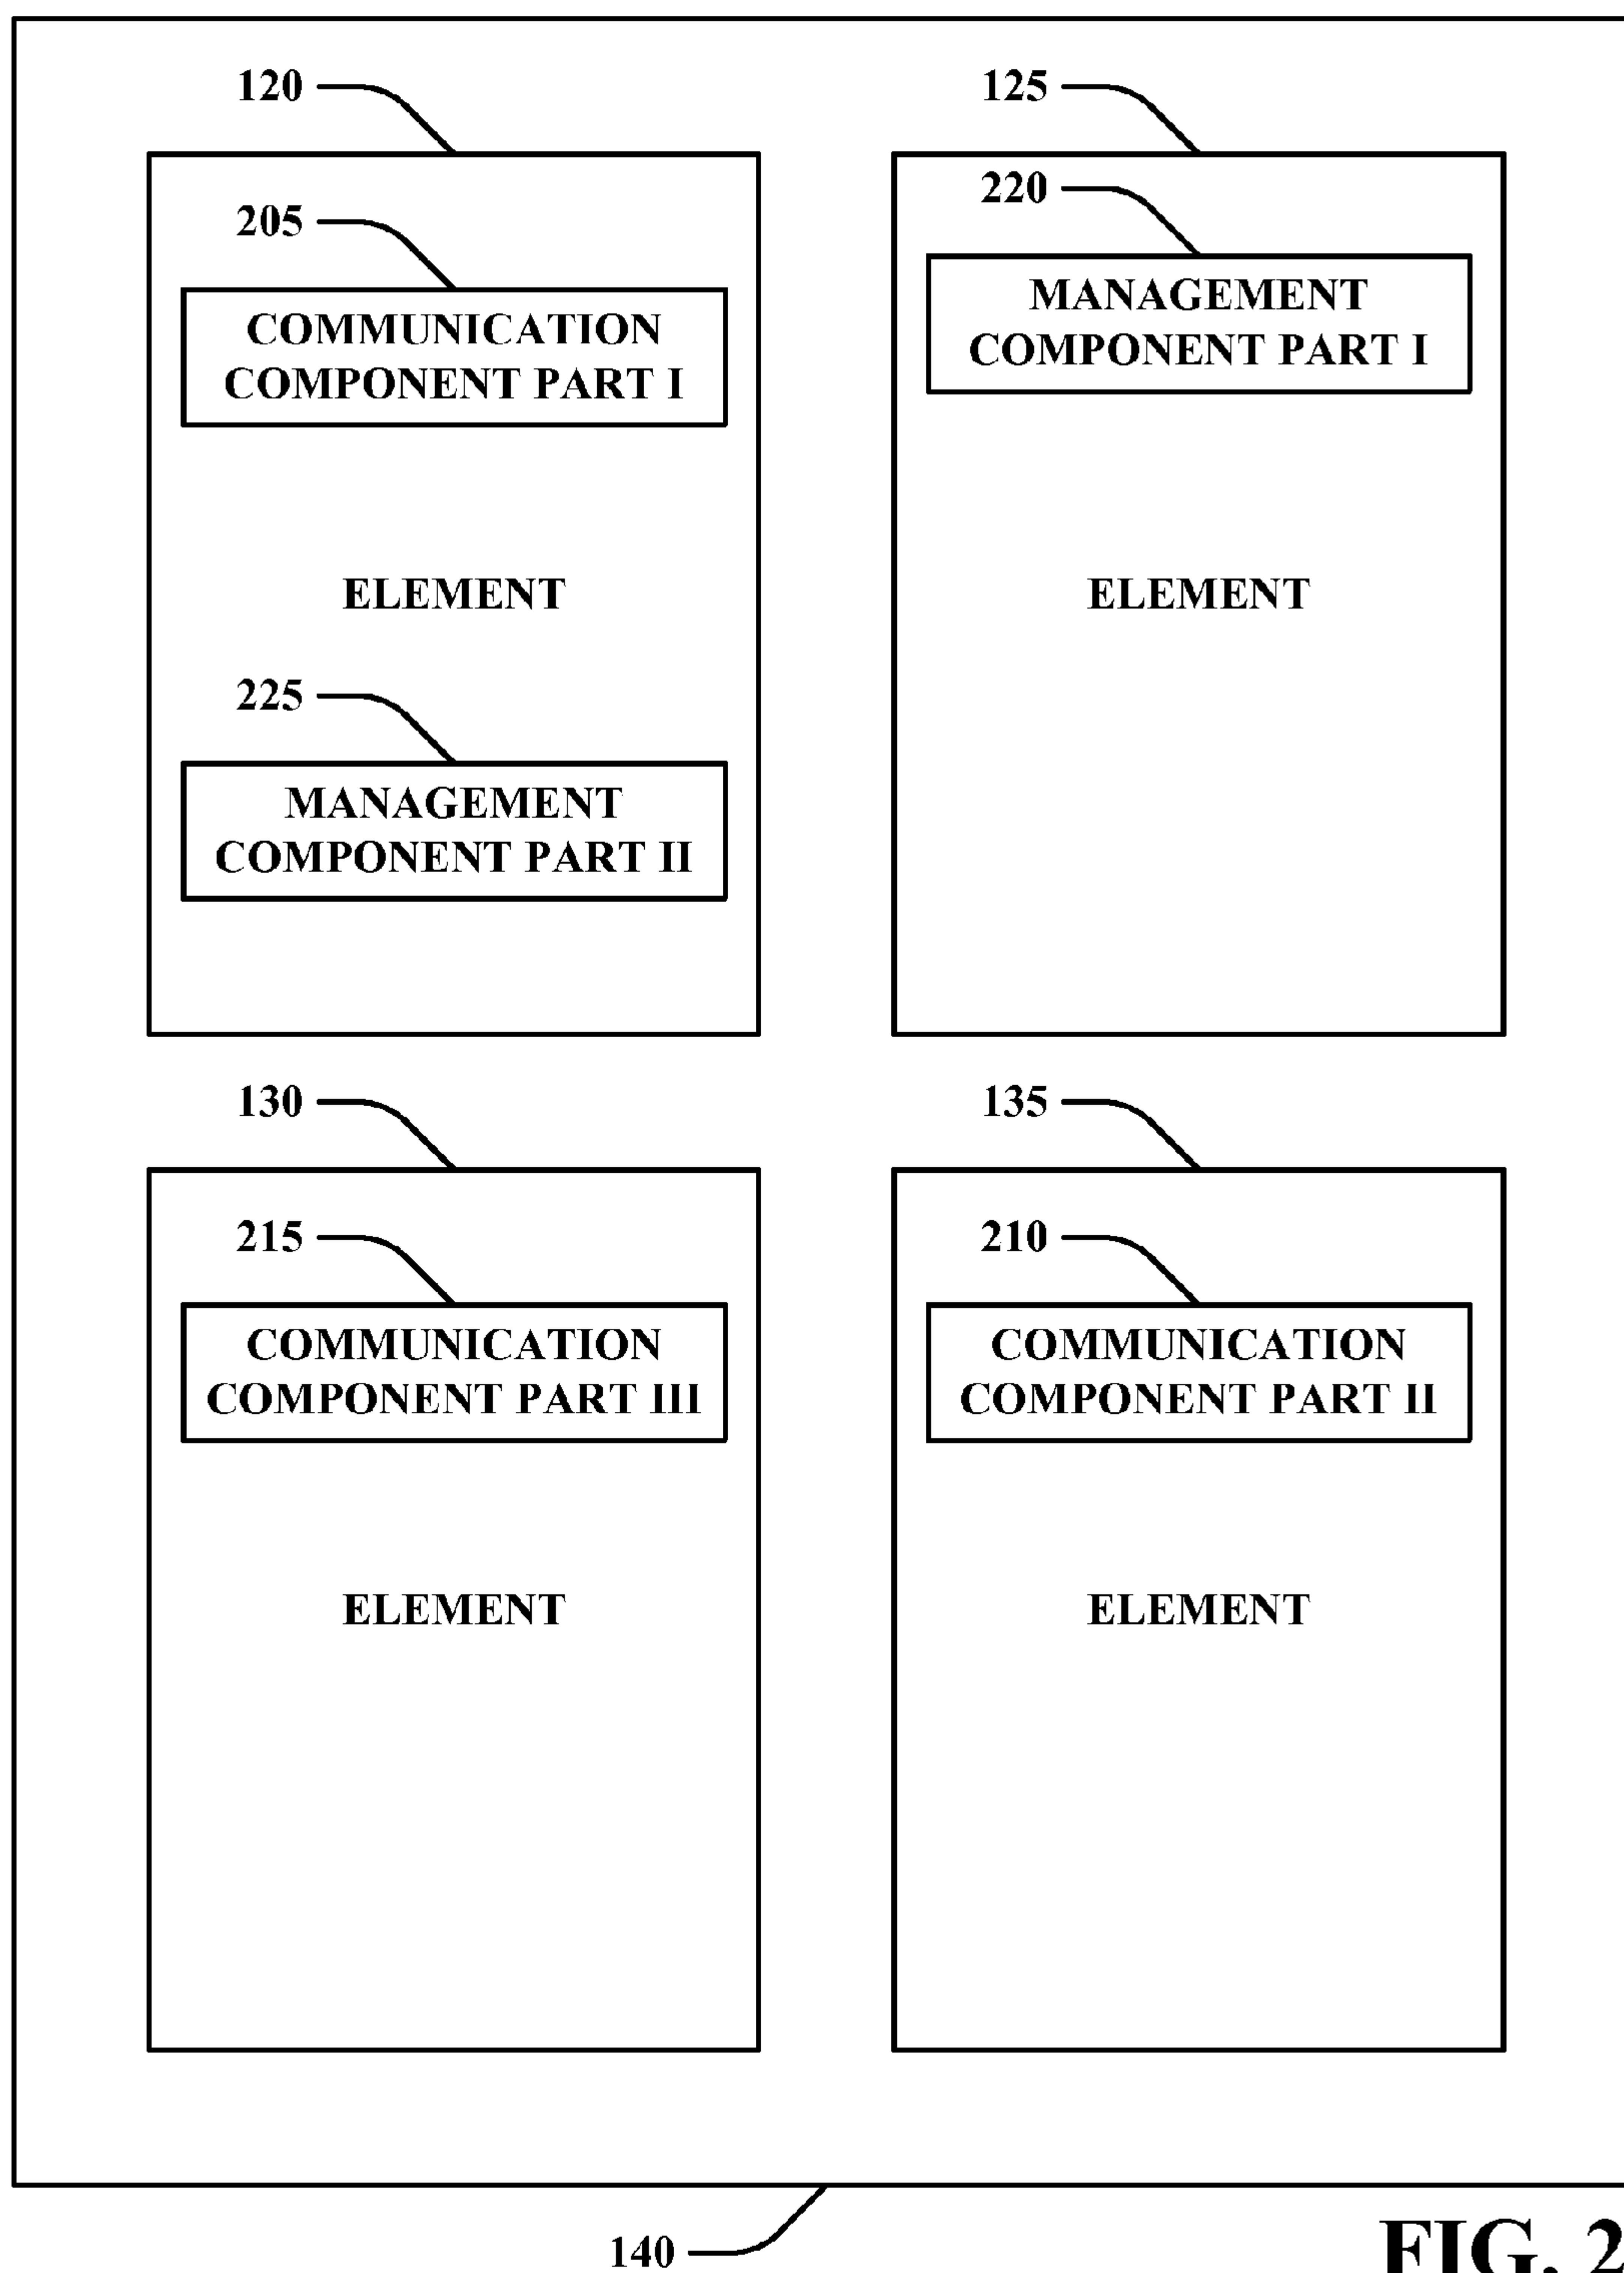 120
125
205
220
COMMUNICATION
COMPONENT PART I
MANAGEMENT
COMPONENT PART I
ELEMENT
ELEMENT
225
MANAGEMENT
COMPONENT PART II
130
135
215
210
COMMUNICATION
COMPONENT PART III
COMMUNICATION
COMPONENT PART II
ELEMENT
ELEMENT
140
FIG. 2